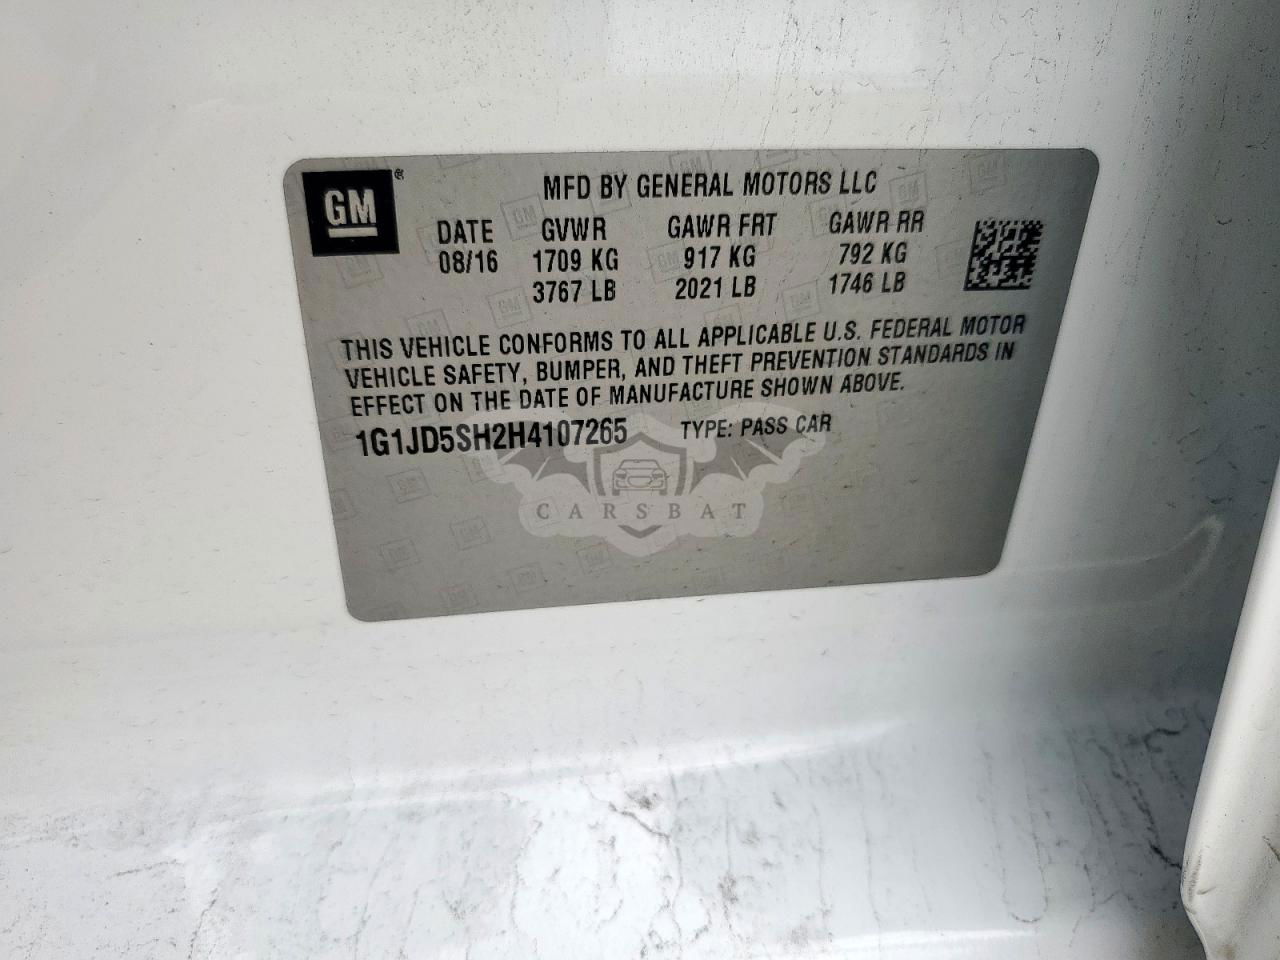 GM ®
MFD BY GENERAL MOTORS LLC
DATE GVWR GAWR FRT GAWR RR
08/16 1709 KG 917 KG 792 KG
3767 LB 2021 LB 1746 LB
THIS VEHICLE CONFORMS TO ALL APPLICABLE U.S. FEDERAL MOTOR
VEHICLE SAFETY, BUMPER, AND THEFT PREVENTION STANDARDS IN
EFFECT ON THE DATE OF MANUFACTURE SHOWN ABOVE.
1G1JD5SH2H4107265 TYPE: PASS CAR
CARSBAT